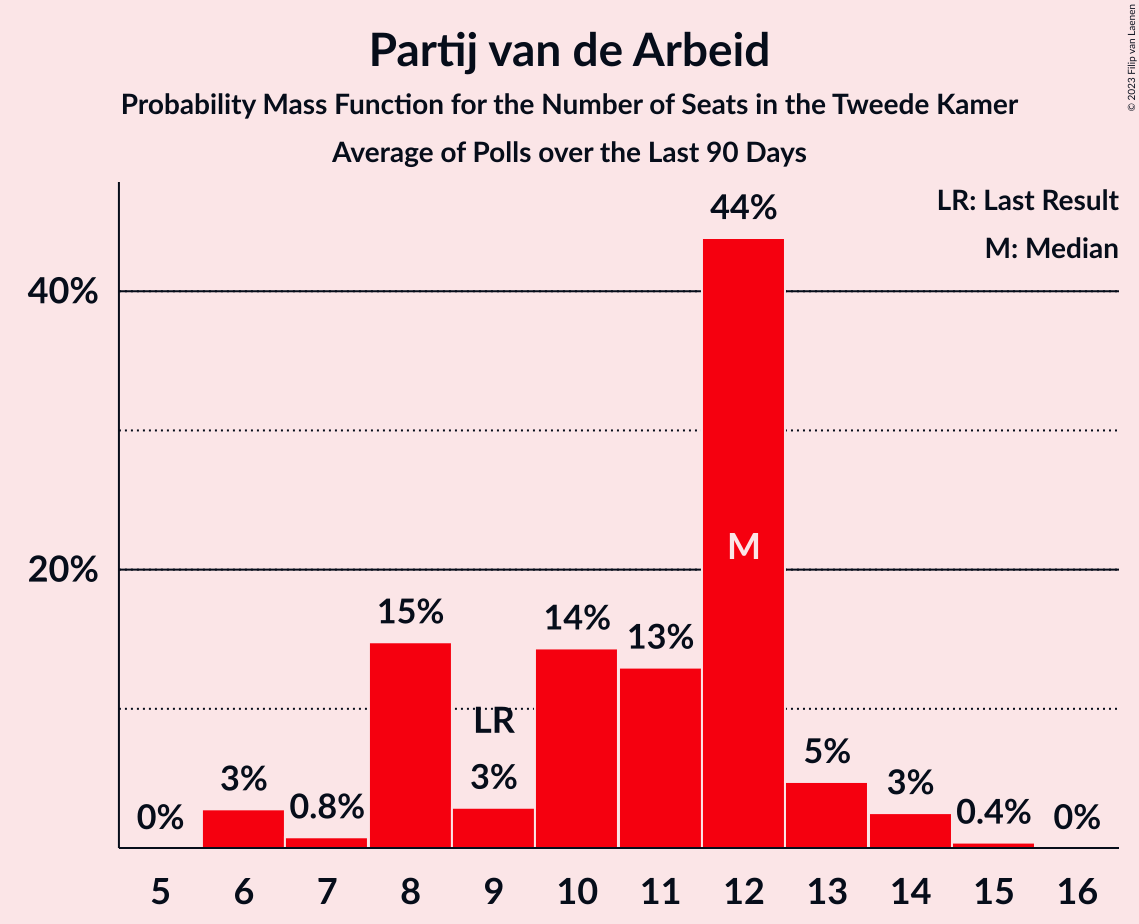 Partij van de Arbeid
Probability Mass Function for the Number of Seats in the Tweede Kamer
Average of Polls over the Last 90 Days
© 2023 Filip van Laenen
LR: Last Result
M: Median
44%
40%
M
20%
15%
14%
13%
LR
3%
0.8%
3%
5%
3%
0.4%
0%
0%
5 6 7 8 9 10 11 12 13 14 15 16